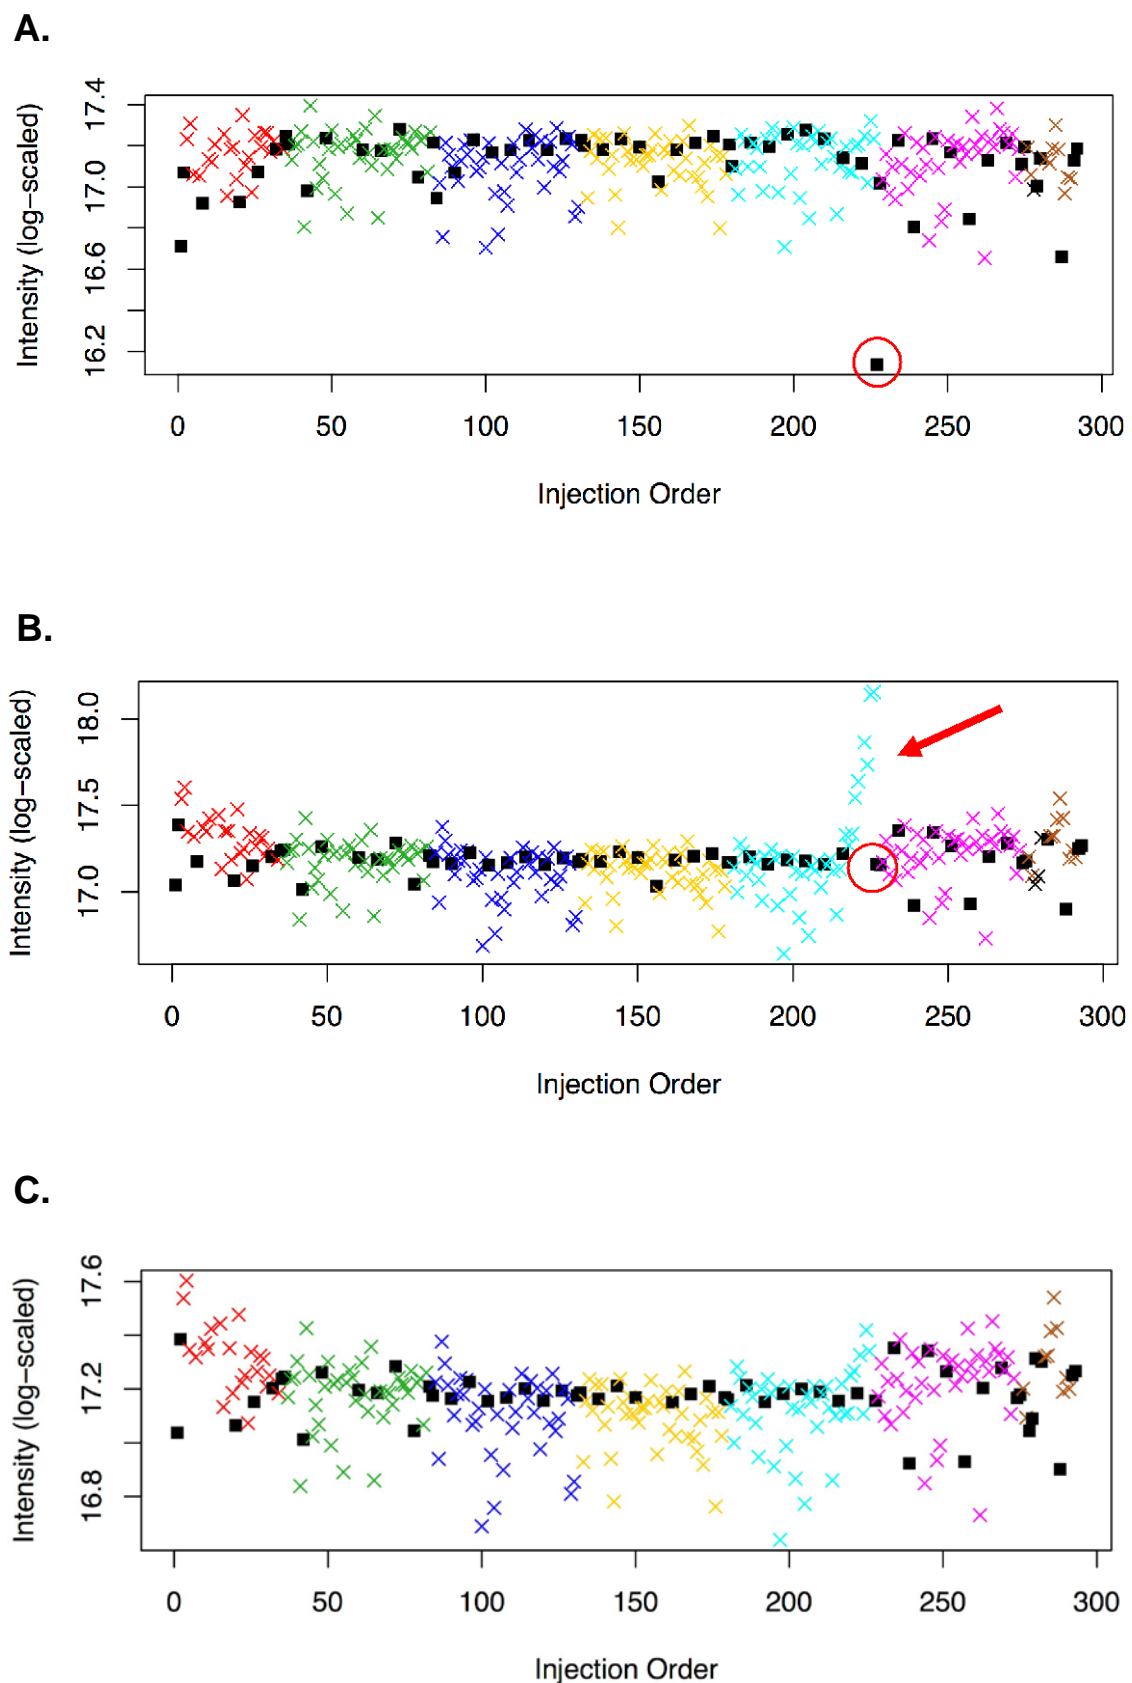 A.
Intensity (log−scaled)
17.4
17.0
16.6
16.2
0 50 100 150 200 250 300
Injection Order
B.
Intensity (log−scaled)
18.0
17.5
17.0
0 50 100 150 200 250 300
Injection Order
C.
Intensity (log−scaled)
17.6
17.2
16.8
0 50 100 150 200 250 300
Injection Order